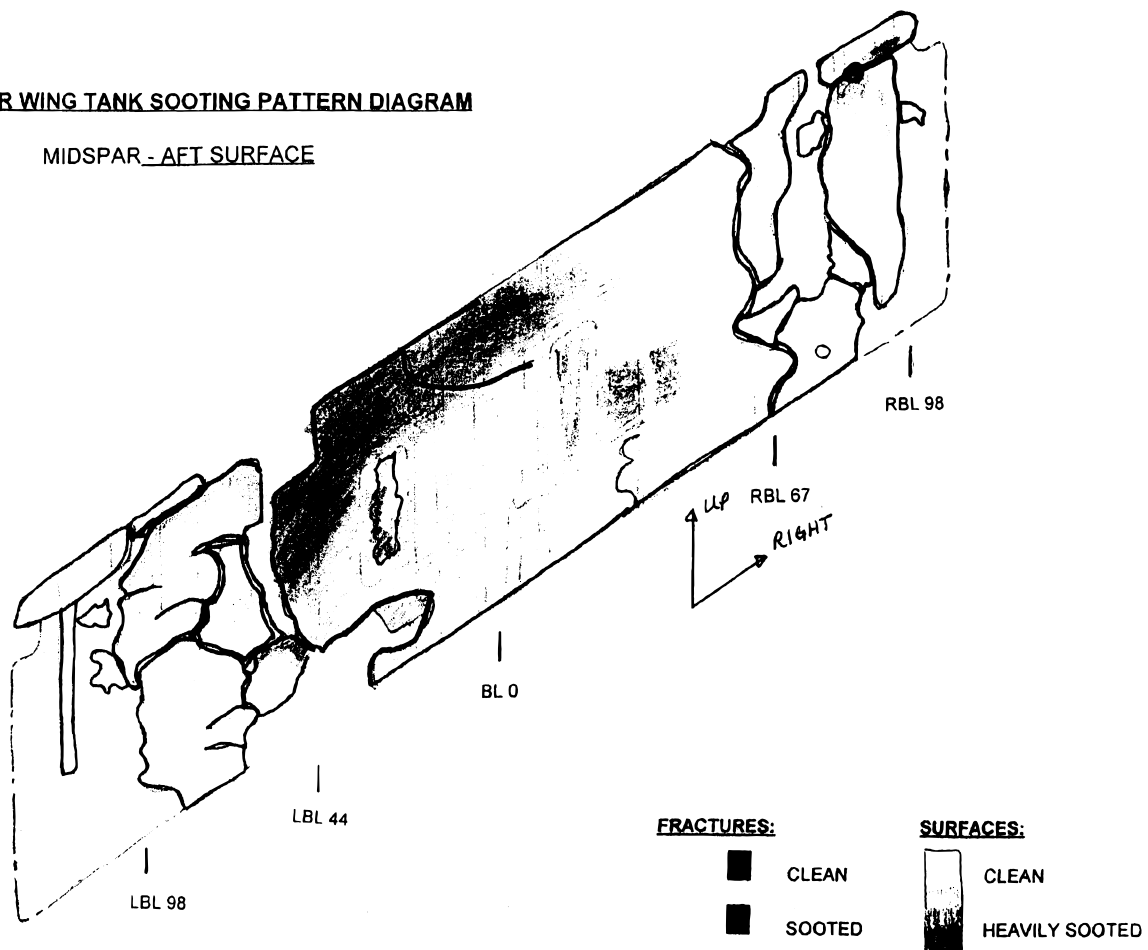 R WING TANK SOOTING PATTERN DIAGRAM
MIDSPAR - AFT SURFACE
RBL 98
RBL 67
UP
RIGHT
BL 0
LBL 44
LBL 98
FRACTURES:
CLEAN
SOOTED
SURFACES:
CLEAN
HEAVILY SOOTED